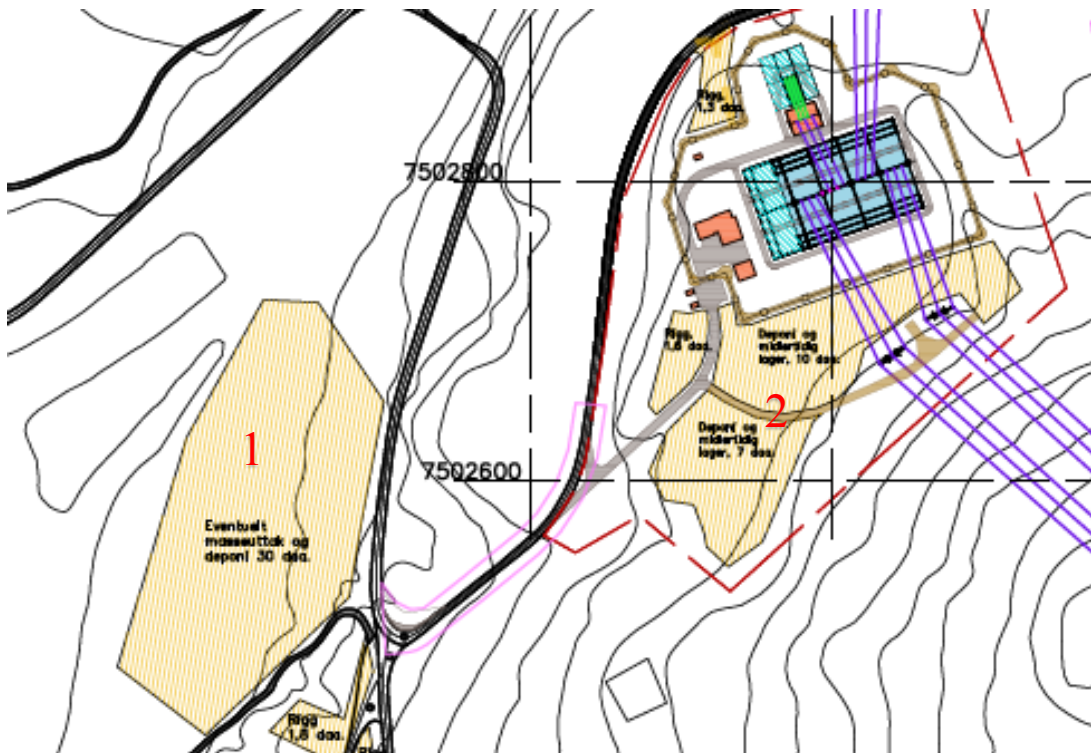 Rigg,
1,3 daa.
7502800
Rigg,
1,6 daa.
Deponi og
midlertidig
lager, 10 daa.
1
2
Deponi og
midlertidig
lager, 7 daa.
7502600
Eventuelt
masseuttak og
deponi 30 daa.
Rigg
1,8 daa.